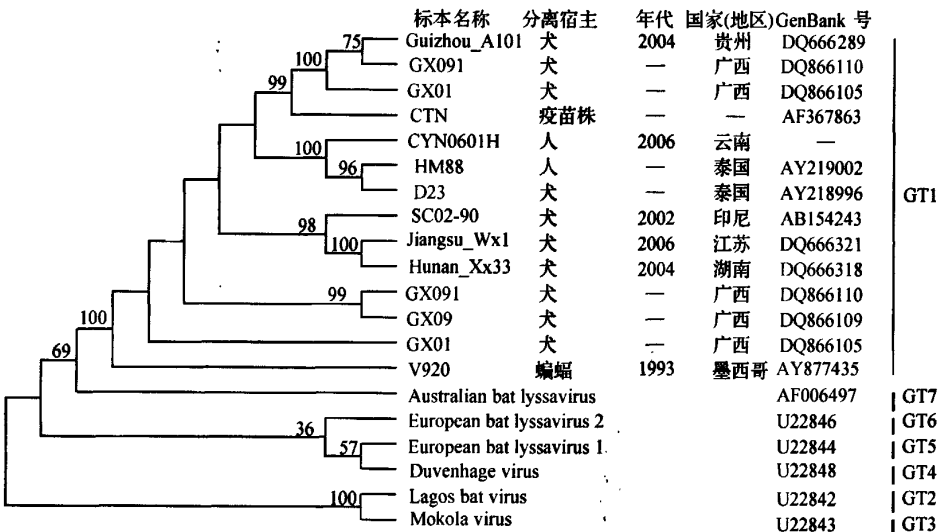 标本名称 分离宿主 年代 国家(地区) GenBank 号
75 Guizhou_A101 犬 2004 贵州 DQ666289
100 GX091 犬 — 广西 DQ866110
99 GX01 犬 — 广西 DQ866105
CTN 疫苗株 — — AF367863
100 CYN0601H 人 2006 云南 —
96 HM88 人 — 泰国 AY219002
D23 犬 — 泰国 AY218996 GT1
98 SC02-90 犬 2002 印尼 AB154243
100 Jiangsu_Wx1 犬 2006 江苏 DQ666321
Hunan_Xx33 犬 2004 湖南 DQ666318
99 GX091 犬 — 广西 DQ866110
100 GX09 犬 — 广西 DQ866109
GX01 犬 — 广西 DQ866105
69 V920 蝙蝠 1993 墨西哥 AY877435
Australian bat lyssavirus AF006497 GT7
36 European bat lyssavirus 2 U22846 GT6
57 European bat lyssavirus 1 U22844 GT5
Duvenhage virus U22848 GT4
100 Lagos bat virus U22842 GT2
Mokola virus U22843 GT3